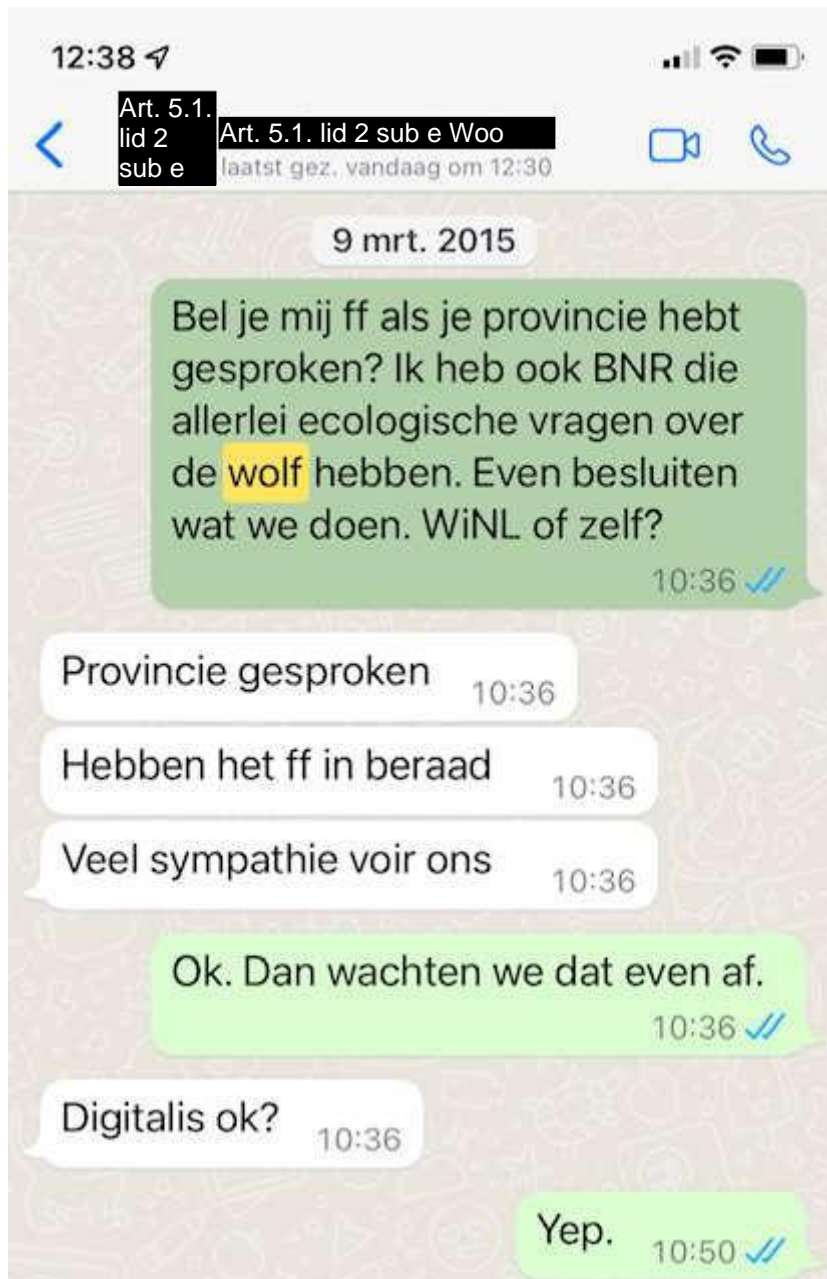 12:38
Art. 5.1.
lid 2
sub e
Art. 5.1. lid 2 sub e Woo
laatst gez. vandaag om 12:30
9 mrt. 2015
Bel je mij ff als je provincie hebt
gesproken? Ik heb ook BNR die
allerlei ecologische vragen over
de wolf hebben. Even besluiten
wat we doen. WiNL of zelf?
10:36
Provincie gesproken
10:36
Hebben het ff in beraad
10:36
Veel sympathie voir ons
10:36
Ok. Dan wachten we dat even af.
10:36
Digitalis ok?
10:36
Yep.
10:50